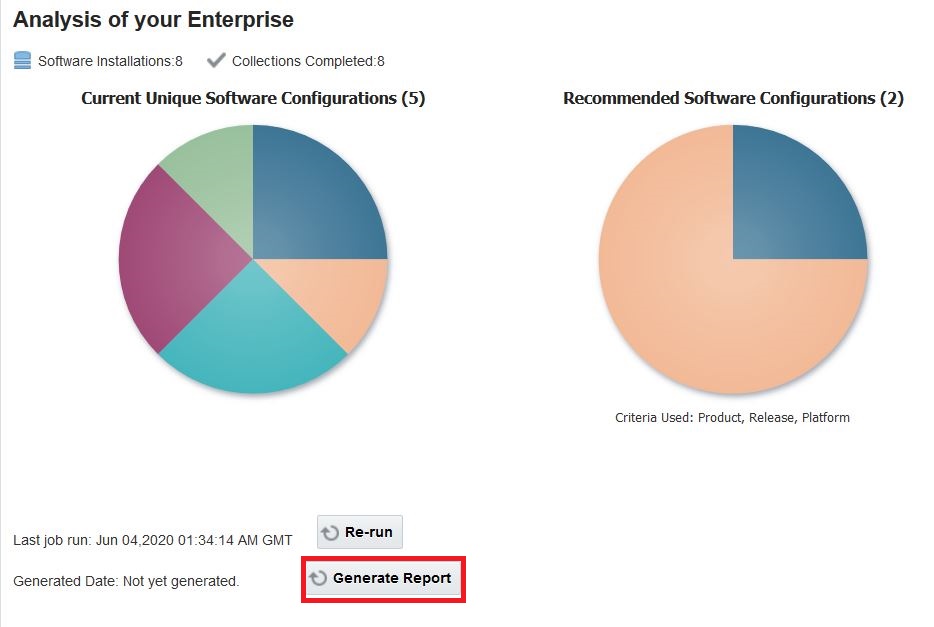 Analysis of your Enterprise
Software Installations:8 Collections Completed:8
Current Unique Software Configurations (5)
Recommended Software Configurations (2)
Criteria Used: Product, Release, Platform
Last job run: Jun 04,2020 01:34:14 AM GMT Re-run
Generated Date: Not yet generated. Generate Report